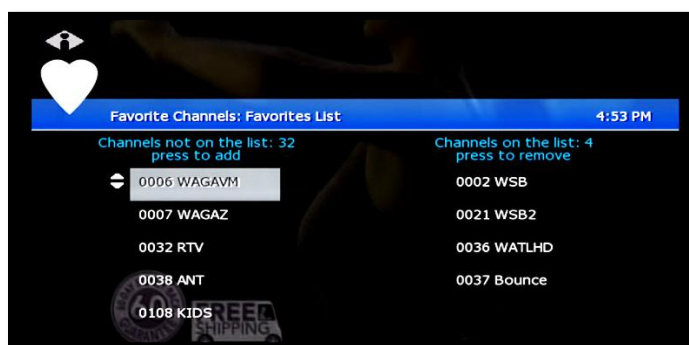 Favorite Channels: Favorites List
4:53 PM
Channels not on the list: 32
press to add
Channels on the list: 4
press to remove
0006 WAGAVM
0002 WSB
0007 WAGAZ
0021 WSB2
0032 RTV
0036 WATLHD
0038 ANT
0037 Bounce
0108 KIDS
60
GUARANTEE
FREE
SHIPPING